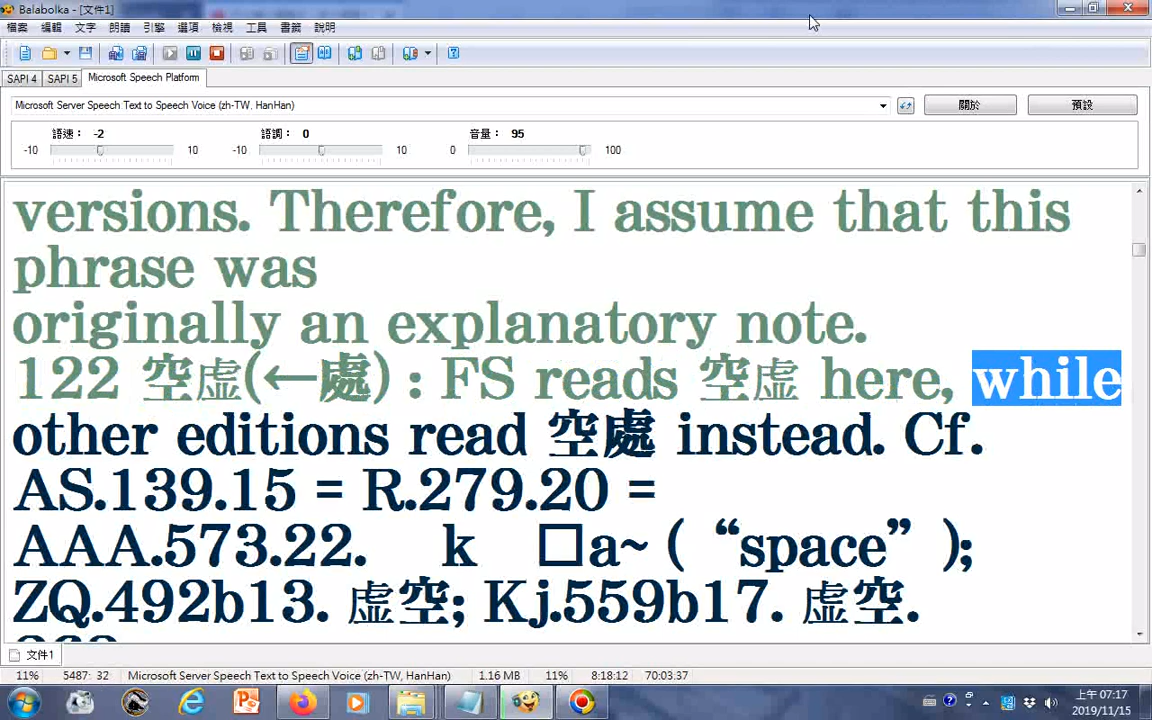 Balabolka - [文件1]
檔案 編輯 文字 朗讀 引擎 選項 檢視 工具 書籤 說明
SAPI 4 SAPI 5 Microsoft Speech Platform
Microsoft Server Speech Text to Speech Voice (zh-TW, HanHan) 關於 預設
語速： -2 語調： 0 音量： 95
-10 10 -10 10 0 100
versions. Therefore, I assume that this
phrase was
originally an explanatory note.
122 空虛(←處) : FS reads 空虛 here, while
other editions read 空處 instead. Cf.
AS.139.15 = R.279.20 =
AAA.573.22. k □a~ (“space”);
ZQ.492b13. 虛空; Kj.559b17. 虛空.
文件1
11% 5487: 32 Microsoft Server Speech Text to Speech Voice (zh-TW, HanHan) 1.16 MB 11% 8:18:12 70:03:37
上午 07:17
2019/11/15